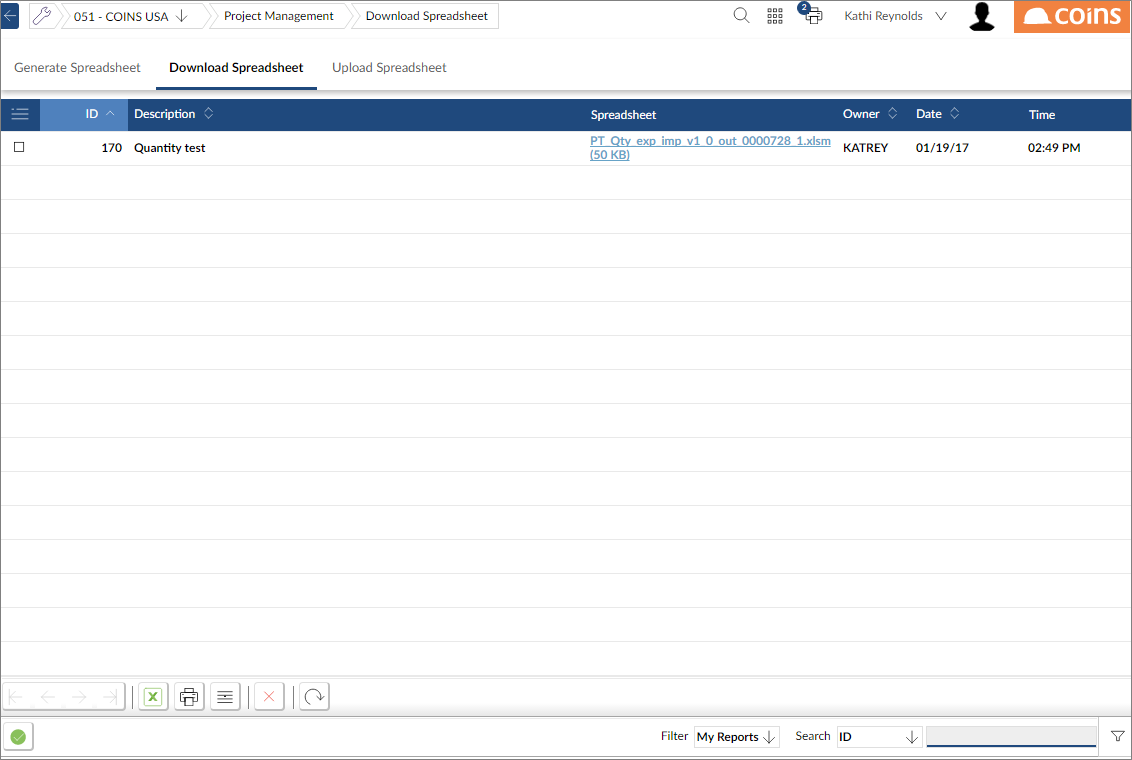 051 - COINS USA
Project Management
Download Spreadsheet
2
Kathi Reynolds
coins
Generate Spreadsheet
Download Spreadsheet
Upload Spreadsheet
ID
Description
Spreadsheet
Owner
Date
Time
170
Quantity test
PT_Qty_exp_imp_v1_0_out_0000728_1.xlsm
(50 KB)
KATREY
01/19/17
02:49 PM
X
Filter
My Reports
Search
ID